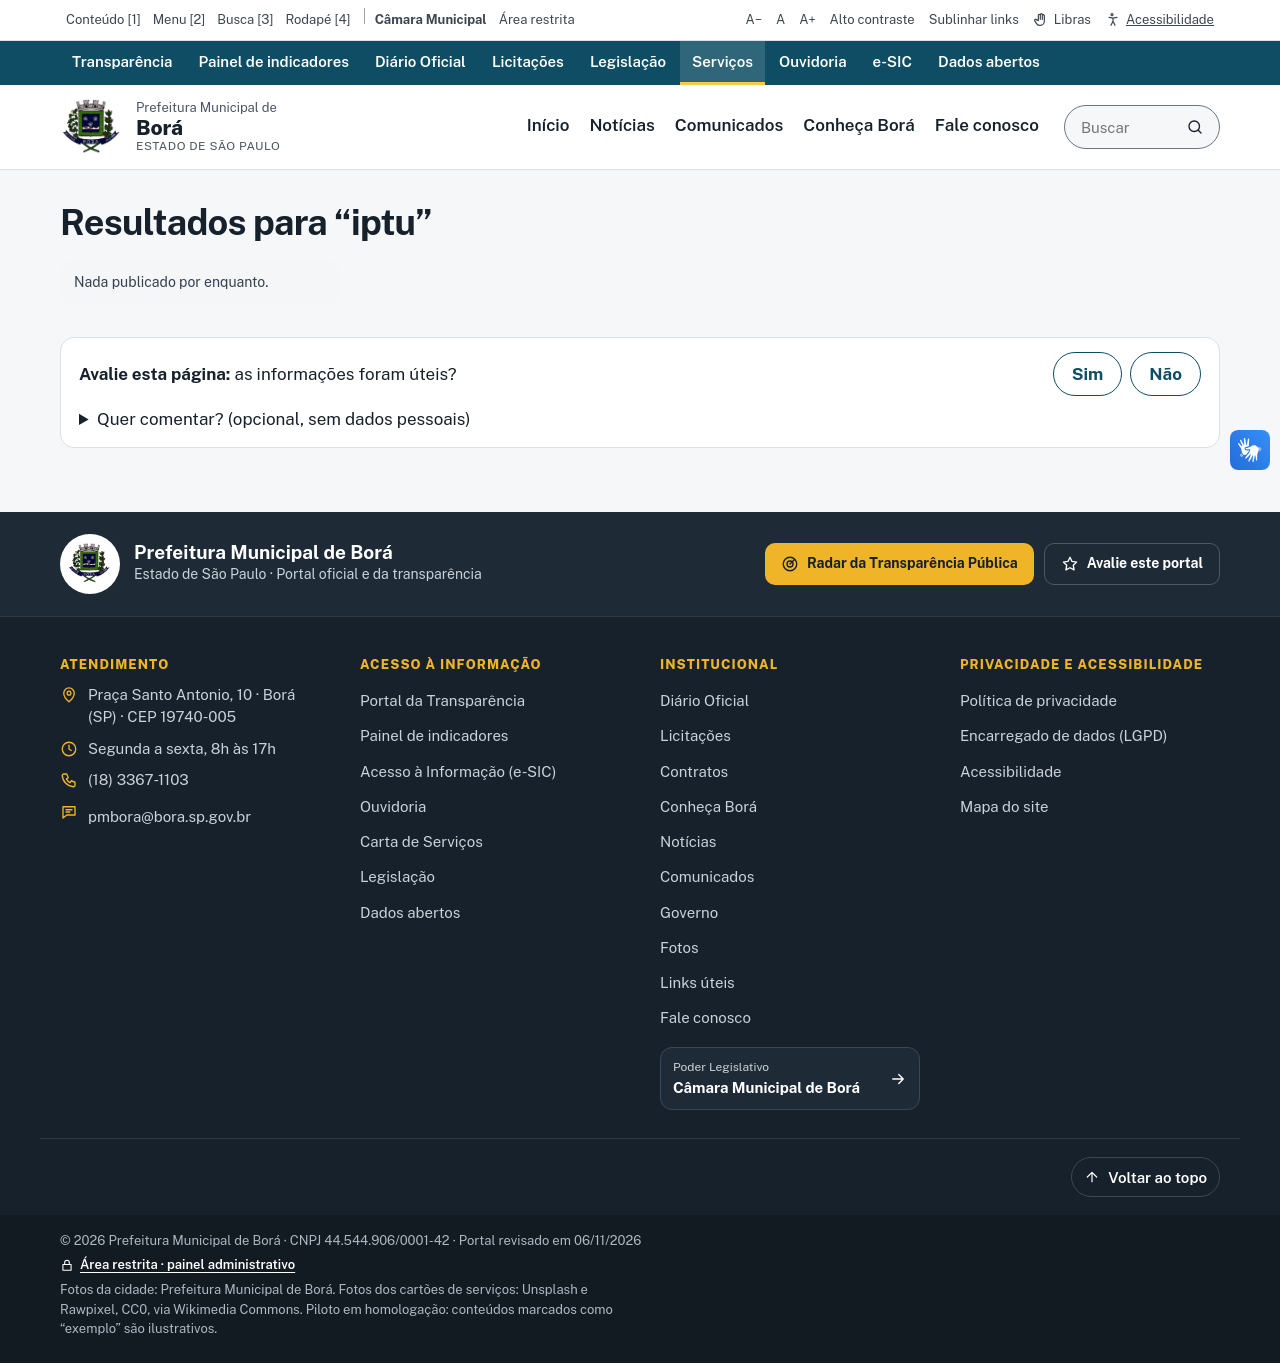 Conteúdo [1] Menu [2] Busca [3] Rodapé [4] Câmara Municipal Área restrita A− A A+ Alto contraste Sublinhar links Libras Acessibilidade
Transparência Painel de indicadores Diário Oficial Licitações Legislação Serviços Ouvidoria e-SIC Dados abertos
Prefeitura Municipal de
Borá
ESTADO DE SÃO PAULO
Início Notícias Comunicados Conheça Borá Fale conosco Buscar
Resultados para “iptu”
Nada publicado por enquanto.
Avalie esta página: as informações foram úteis? Sim Não
Quer comentar? (opcional, sem dados pessoais)
Prefeitura Municipal de Borá
Estado de São Paulo · Portal oficial e da transparência
Radar da Transparência Pública Avalie este portal
ATENDIMENTO
Praça Santo Antonio, 10 · Borá
(SP) · CEP 19740-005
Segunda a sexta, 8h às 17h
(18) 3367-1103
pmbora@bora.sp.gov.br
ACESSO À INFORMAÇÃO
Portal da Transparência
Painel de indicadores
Acesso à Informação (e-SIC)
Ouvidoria
Carta de Serviços
Legislação
Dados abertos
INSTITUCIONAL
Diário Oficial
Licitações
Contratos
Conheça Borá
Notícias
Comunicados
Governo
Fotos
Links úteis
Fale conosco
Poder Legislativo
Câmara Municipal de Borá
PRIVACIDADE E ACESSIBILIDADE
Política de privacidade
Encarregado de dados (LGPD)
Acessibilidade
Mapa do site
Voltar ao topo
© 2026 Prefeitura Municipal de Borá · CNPJ 44.544.906/0001-42 · Portal revisado em 06/11/2026
Área restrita · painel administrativo
Fotos da cidade: Prefeitura Municipal de Borá. Fotos dos cartões de serviços: Unsplash e
Rawpixel, CC0, via Wikimedia Commons. Piloto em homologação: conteúdos marcados como
“exemplo” são ilustrativos.